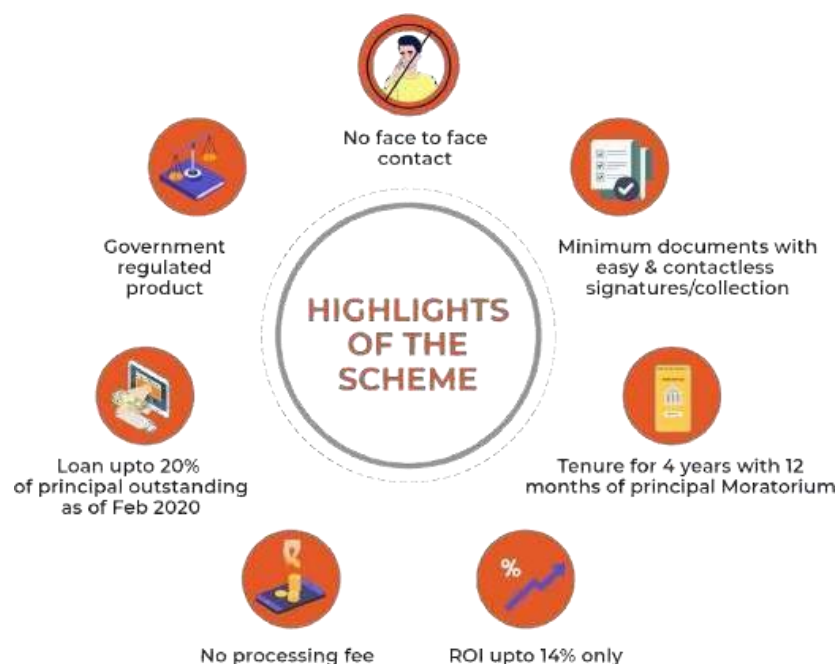 No face to face
contact
Government
regulated
product
Minimum documents with
easy & contactless
signatures/collection
HIGHLIGHTS
OF THE
SCHEME
Loan upto 20%
of principal outstanding
as of Feb 2020
Tenure for 4 years with 12
months of principal Moratorium
%
No processing fee
ROI upto 14% only